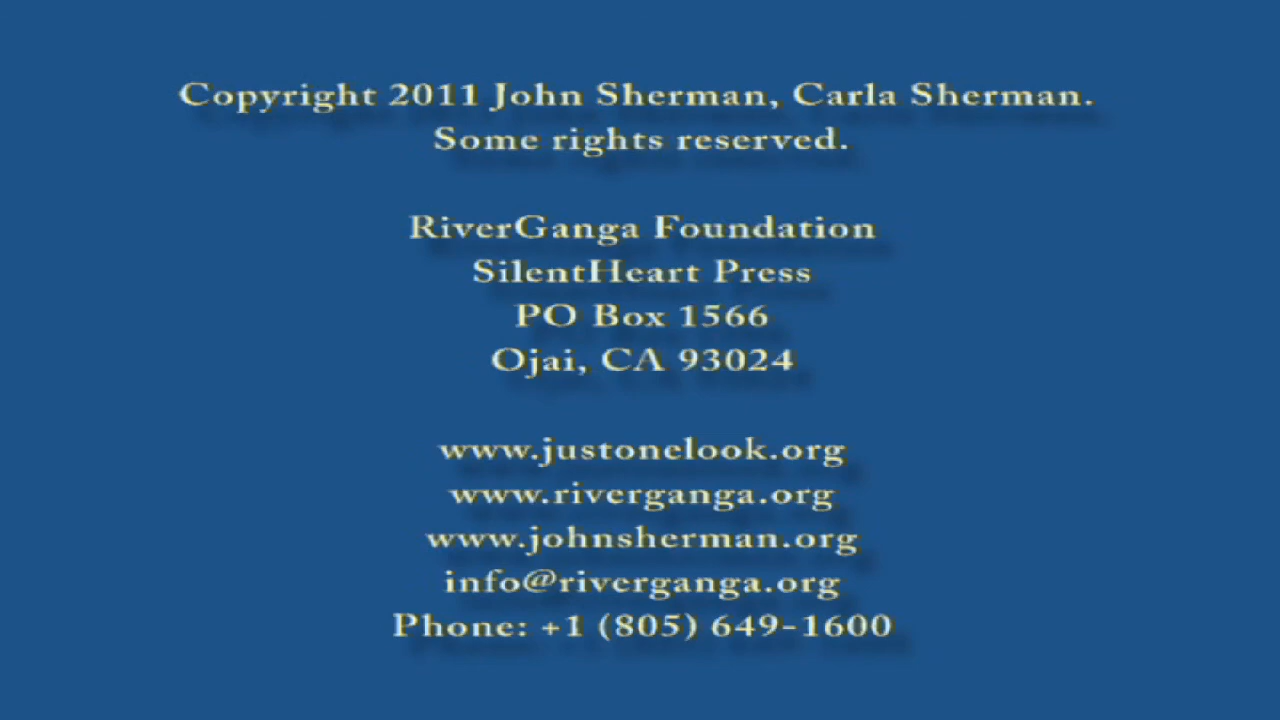 Copyright 2011 John Sherman, Carla Sherman.
Some rights reserved.
RiverGanga Foundation
SilentHeart Press
PO Box 1566
Ojai, CA 93024
www.justonelook.org
www.riverganga.org
www.johnsherman.org
info@riverganga.org
Phone: +1 (805) 649-1600